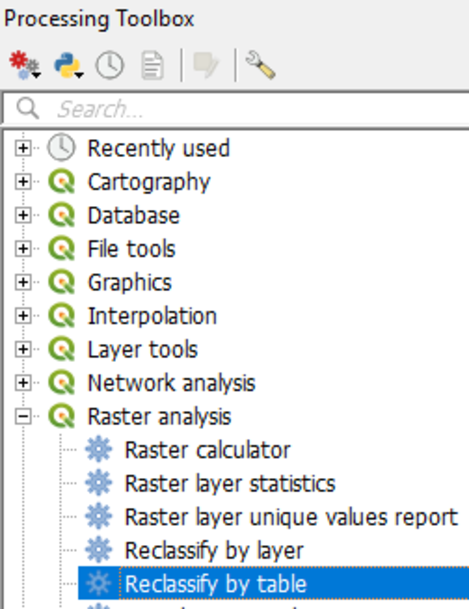 Processing Toolbox
Search...
Recently used
Cartography
Database
File tools
Graphics
Interpolation
Layer tools
Network analysis
Raster analysis
Raster calculator
Raster layer statistics
Raster layer unique values report
Reclassify by layer
Reclassify by table